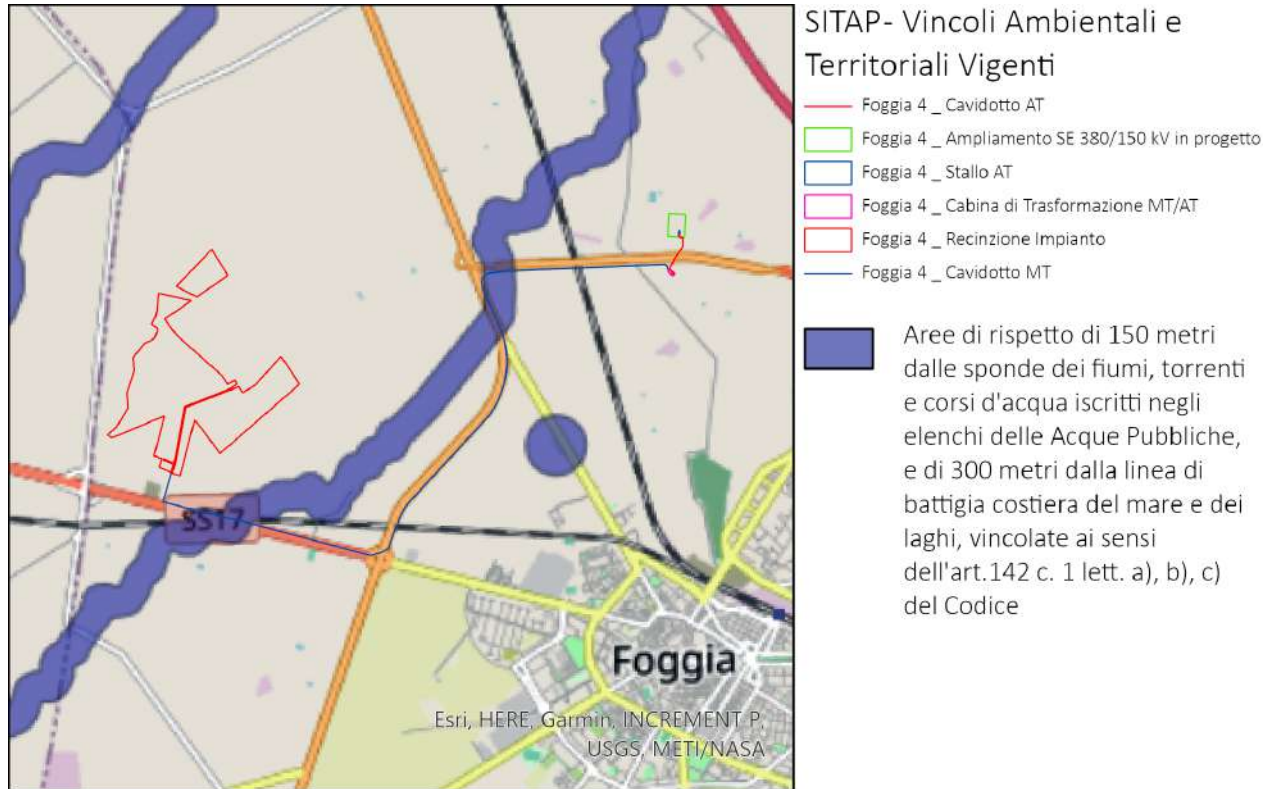 SITAP- Vincoli Ambientali e
Territoriali Vigenti
Foggia 4 _ Cavidotto AT
Foggia 4 _ Ampliamento SE 380/150 kV in progetto
Foggia 4 _ Stallo AT
Foggia 4 _ Cabina di Trasformazione MT/AT
Foggia 4 _ Recinzione Impianto
Foggia 4 _ Cavidotto MT
Aree di rispetto di 150 metri
dalle sponde dei fiumi, torrenti
e corsi d'acqua iscritti negli
elenchi delle Acque Pubbliche,
e di 300 metri dalla linea di
battigia costiera del mare e dei
laghi, vincolate ai sensi
dell'art.142 c. 1 lett. a), b), c)
del Codice
SS17
Foggia
Esri, HERE, Garmin, INCREMENT P,
USGS, METI/NASA